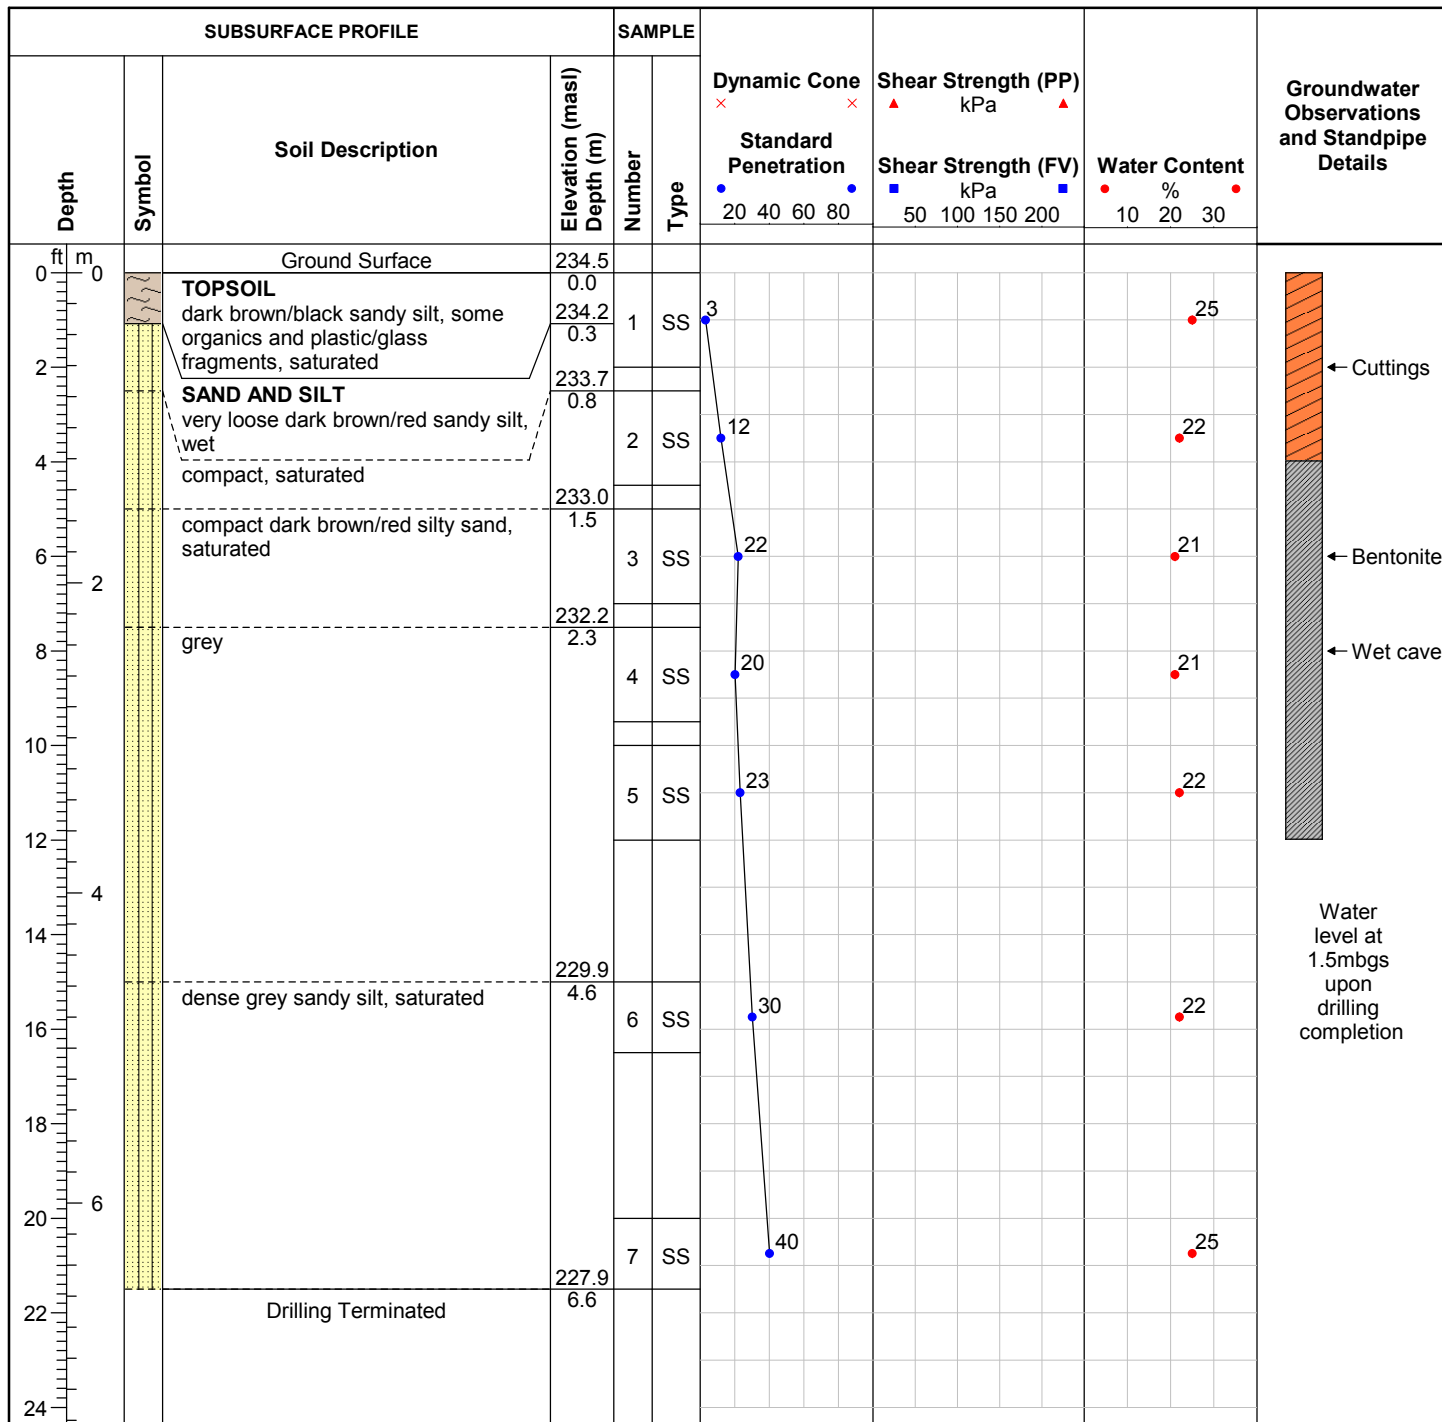 SUBSURFACE PROFILE
SAMPLE
Depth
Symbol
Soil Description
Elevation (masl)
Depth (m)
Number
Type
Dynamic Cone
Standard
Penetration
20 40 60 80
Shear Strength (PP)
kPa
Shear Strength (FV)
kPa
50 100 150 200
Water Content
%
10 20 30
Groundwater
Observations
and Standpipe
Details
ft m
Ground Surface 234.5
0 0
0.0
TOPSOIL
dark brown/black sandy silt, some
organics and plastic/glass
fragments, saturated
234.2
0.3
1 SS 3 25
2
Cuttings
233.7
0.8
SAND AND SILT
very loose dark brown/red sandy silt,
wet
2 SS 12 22
4
compact, saturated
233.0
1.5
compact dark brown/red silty sand,
saturated
3 SS 22 21
6
Bentonite
2
232.2
2.3
grey
8
Wet cave
4 SS 20 21
10
5 SS 23 22
12
4
14
Water
level at
1.5mbgs
upon
drilling
completion
229.9
4.6
dense grey sandy silt, saturated
6 SS 30 22
16
18
6
20
7 SS 40 25
227.9
6.6
Drilling Terminated
22
24